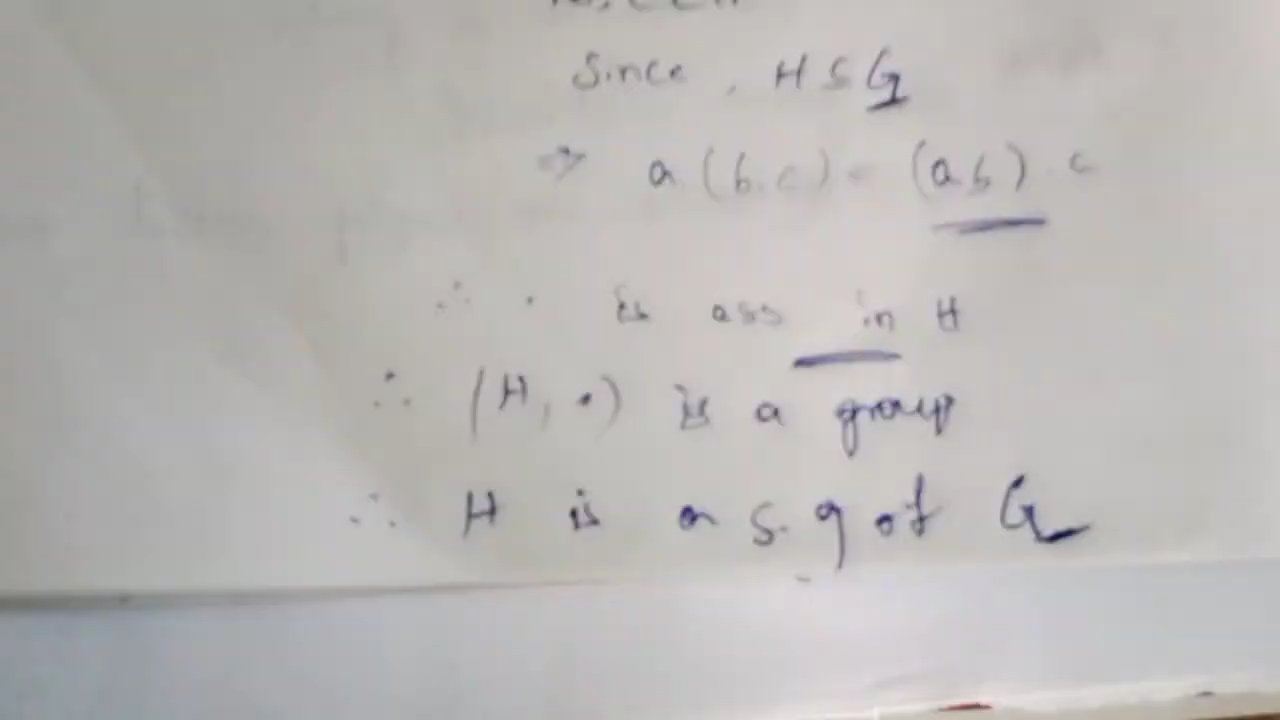 Since, H ⊆ G
⇒ a.(b.c) = (a.b).c
∴ . is ass in H
∴ (H, •) is a group
∴ H is a s.g of G